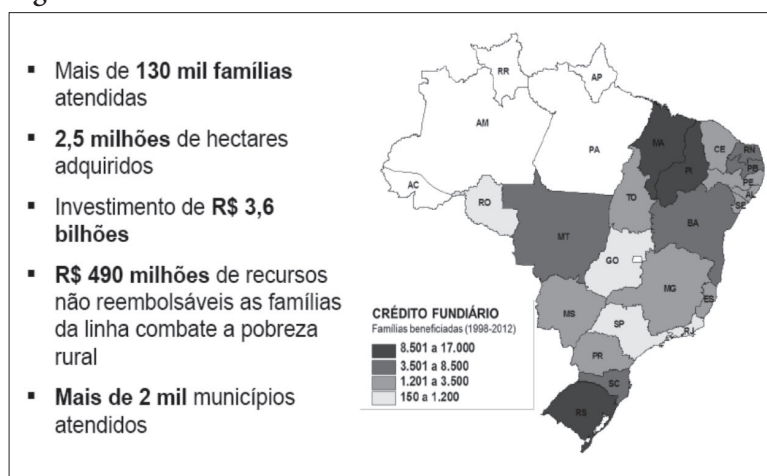 ▪ Mais de 130 mil famílias
atendidas
▪ 2,5 milhões de hectares
adquiridos
▪ Investimento de R$ 3,6
bilhões
▪ R$ 490 milhões de recursos
não reembolsáveis as famílias
da linha combate a pobreza
rural
▪ Mais de 2 mil municípios
atendidos
RR
AP
AM
PA
MA
CE
RN
PB
PE
AL
SE
PI
AC
RO
TO
BA
MT
GO
MG
ES
MS
SP
RJ
PR
SC
RS
CRÉDITO FUNDIÁRIO
Famílias beneficiadas (1998-2012)
8.501 a 17.000
3.501 a 8.500
1.201 a 3.500
150 a 1.200